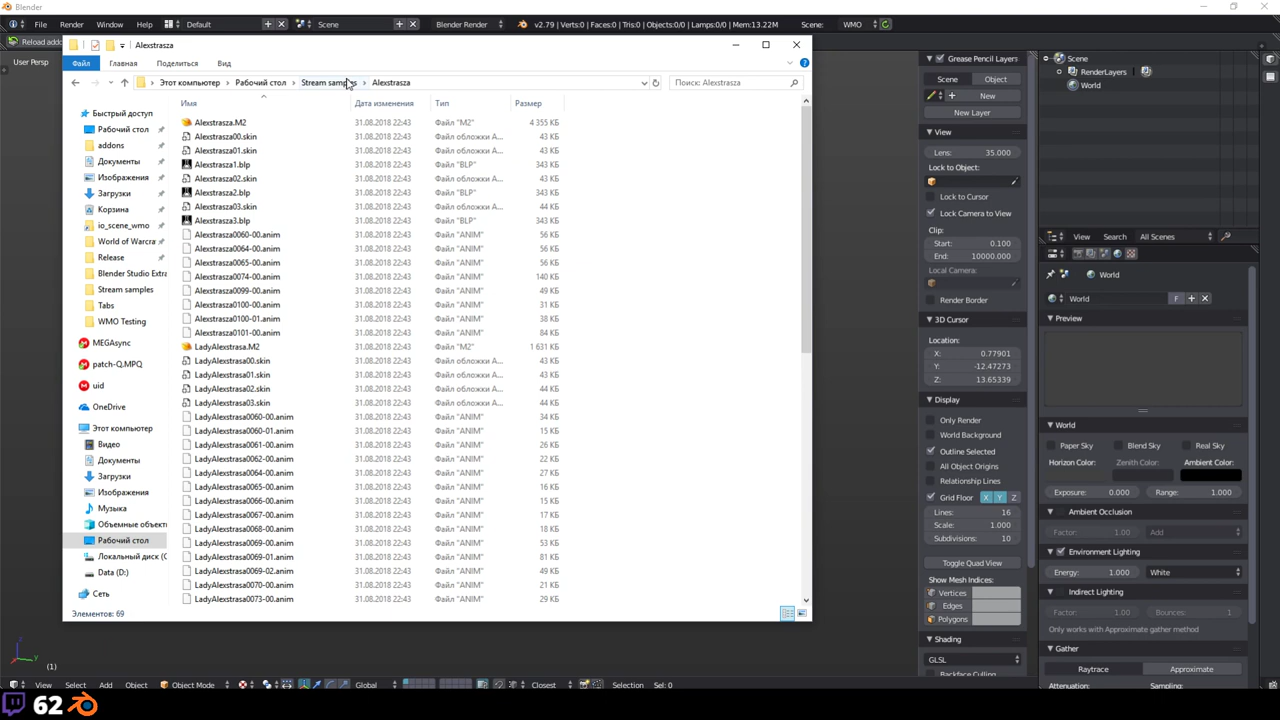 Blender
File Render Window Help Default Scene Blender Render v2.79 | Verts:0 | Faces:0 | Tris:0 | Objects:0/0 | Lamps:0/0 | Mem:13.22M Scene: WMO
User Persp
Alexstrasza
Файл Главная Поделиться Вид
Этот компьютер Рабочий стол Stream samples Alexstrasza Поиск: Alexstrasza
Имя Дата изменения Тип Размер
Быстрый доступ
Рабочий стол
addons
Документы
Изображения
Загрузки
Корзина
io_scene_wmo
World of Warcra
Release
Blender Studio Extra
Stream samples
Tabs
WMO Testing
MEGAsync
patch-Q.MPQ
uid
OneDrive
Этот компьютер
Видео
Документы
Загрузки
Изображения
Музыка
Объемные объект
Рабочий стол
Локальный диск (C
Data (D:)
Сеть
Alexstrasza.M2 31.08.2018 22:43 Файл "M2" 4 355 КБ
Alexstrasza00.skin 31.08.2018 22:43 Файл обложки A... 43 КБ
Alexstrasza01.skin 31.08.2018 22:43 Файл обложки A... 43 КБ
Alexstrasza1.blp 31.08.2018 22:43 Файл "BLP" 343 КБ
Alexstrasza02.skin 31.08.2018 22:43 Файл обложки A... 43 КБ
Alexstrasza2.blp 31.08.2018 22:43 Файл "BLP" 343 КБ
Alexstrasza03.skin 31.08.2018 22:43 Файл обложки A... 44 КБ
Alexstrasza3.blp 31.08.2018 22:43 Файл "BLP" 343 КБ
Alexstrasza0060-00.anim 31.08.2018 22:43 Файл "ANIM" 56 КБ
Alexstrasza0064-00.anim 31.08.2018 22:43 Файл "ANIM" 56 КБ
Alexstrasza0065-00.anim 31.08.2018 22:43 Файл "ANIM" 56 КБ
Alexstrasza0074-00.anim 31.08.2018 22:43 Файл "ANIM" 140 КБ
Alexstrasza0099-00.anim 31.08.2018 22:43 Файл "ANIM" 49 КБ
Alexstrasza0100-00.anim 31.08.2018 22:43 Файл "ANIM" 31 КБ
Alexstrasza0100-01.anim 31.08.2018 22:43 Файл "ANIM" 38 КБ
Alexstrasza0101-00.anim 31.08.2018 22:43 Файл "ANIM" 84 КБ
LadyAlexstrasa.M2 31.08.2018 22:43 Файл "M2" 1 631 КБ
LadyAlexstrasa00.skin 31.08.2018 22:43 Файл обложки A... 43 КБ
LadyAlexstrasa01.skin 31.08.2018 22:43 Файл обложки A... 43 КБ
LadyAlexstrasa02.skin 31.08.2018 22:43 Файл обложки A... 44 КБ
LadyAlexstrasa03.skin 31.08.2018 22:43 Файл обложки A... 44 КБ
LadyAlexstrasa0060-00.anim 31.08.2018 22:43 Файл "ANIM" 34 КБ
LadyAlexstrasa0060-01.anim 31.08.2018 22:43 Файл "ANIM" 15 КБ
LadyAlexstrasa0061-00.anim 31.08.2018 22:43 Файл "ANIM" 26 КБ
LadyAlexstrasa0062-00.anim 31.08.2018 22:43 Файл "ANIM" 22 КБ
LadyAlexstrasa0064-00.anim 31.08.2018 22:43 Файл "ANIM" 27 КБ
LadyAlexstrasa0065-00.anim 31.08.2018 22:43 Файл "ANIM" 16 КБ
LadyAlexstrasa0066-00.anim 31.08.2018 22:43 Файл "ANIM" 15 КБ
LadyAlexstrasa0067-00.anim 31.08.2018 22:43 Файл "ANIM" 17 КБ
LadyAlexstrasa0068-00.anim 31.08.2018 22:43 Файл "ANIM" 18 КБ
LadyAlexstrasa0069-00.anim 31.08.2018 22:43 Файл "ANIM" 53 КБ
LadyAlexstrasa0069-01.anim 31.08.2018 22:43 Файл "ANIM" 81 КБ
LadyAlexstrasa0069-02.anim 31.08.2018 22:43 Файл "ANIM" 49 КБ
LadyAlexstrasa0070-00.anim 31.08.2018 22:43 Файл "ANIM" 21 КБ
LadyAlexstrasa0073-00.anim 31.08.2018 22:43 Файл "ANIM" 29 КБ
Элементов: 69
Reload addo
Grease Pencil Layers
Scene Object
New
New Layer
View
Lens: 35.000
Lock to Object:
Lock to Cursor
Lock Camera to View
Clip:
Start: 0.100
End: 10000.000
Local Camera:
Render Border
3D Cursor
Location:
X: 0.77901
Y: -12.47273
Z: 13.65339
Display
Only Render
World Background
Outline Selected
All Object Origins
Relationship Lines
Grid Floor X Y Z
Lines: 16
Scale: 1.000
Subdivisions: 10
Toggle Quad View
Show Mesh Indices:
Vertices
Edges
Polygons
Shading
GLSL
Backface Culling
Scene
RenderLayers
World
View Search All Scenes
World
World F
Preview
World
Paper Sky Blend Sky Real Sky
Horizon Color: Zenith Color: Ambient Color:
Exposure: 0.000 Range: 1.000
Ambient Occlusion
Factor: 1.00 Add
Environment Lighting
Energy: 1.000 White
Indirect Lighting
Factor: 1.00 Bounces: 1
Only works with Approximate gather method
Gather
Raytrace Approximate
Attenuation: Sampling:
(1)
View Select Add Object Object Mode Global Closest Selection Sel: 0
62